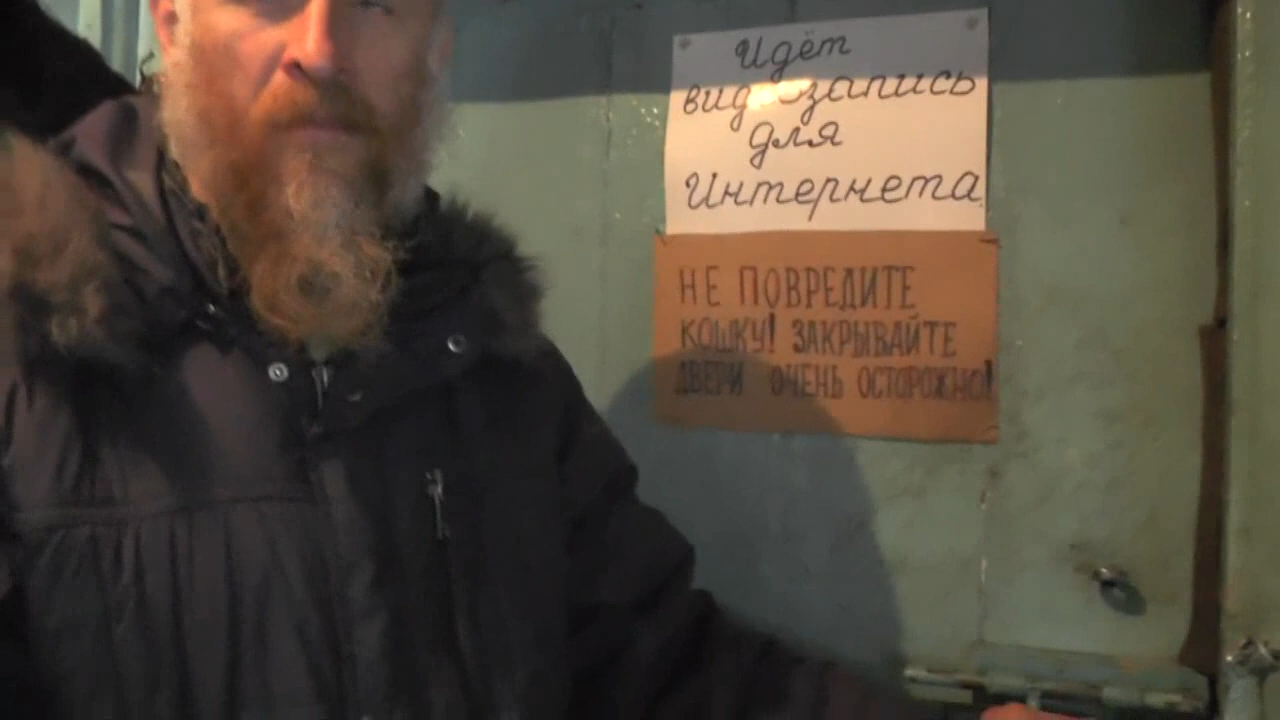 Идёт
видеозапись
для
Интернета
НЕ ПОВРЕДИТЕ
КОШКУ! ЗАКРЫВАЙТЕ
ДВЕРИ ОЧЕНЬ ОСТОРОЖНО!